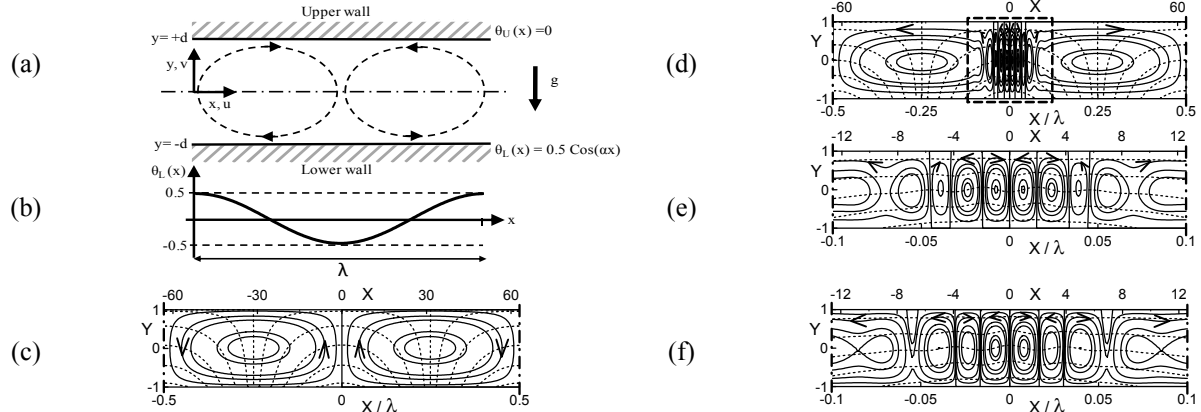 (a)
Upper wall
y= +d
θ_U(x) =0
y, v
x, u
g
y= -d
θ_L(x) = 0.5 Cos(αx)
Lower wall
(b)
θ_L(x)
0.5
-0.5
x
λ
(c)
-60 -30 0 X 30 60
Y
1
0
-1
-0.5 0 0.5
X / λ
(d)
-60 0 X 60
Y
1
0
-1
-0.5 -0.25 0 0.25 0.5
X / λ
(e)
-12 -8 -4 0 X 4 8 12
Y
1
0
-1
-0.1 -0.05 0 0.05 0.1
X / λ
(f)
-12 -8 -4 0 X 4 8 12
Y
1
0
-1
-0.1 -0.05 0 0.05 0.1
X / λ